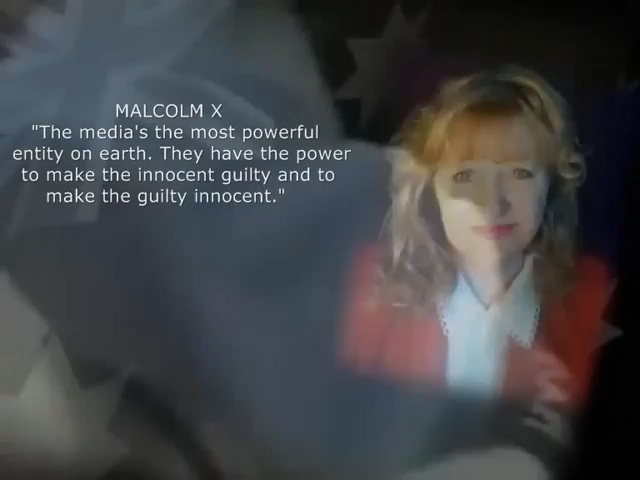 MALCOLM X
"The media's the most powerful
entity on earth. They have the power
to make the innocent guilty and to
make the guilty innocent."